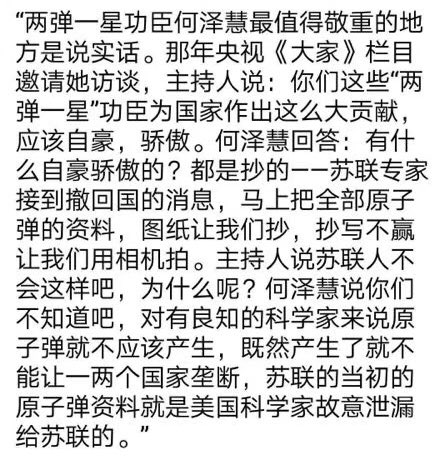 “两弹一星功臣何泽慧最值得敬重的地
方是说实话。那年央视《大家》栏目
邀请她访谈，主持人说：你们这些“两
弹一星”功臣为国家作出这么大贡献，
应该自豪，骄傲。何泽慧回答：有什
么自豪骄傲的？都是抄的——苏联专家
接到撤回国的消息，马上把全部原子
弹的资料，图纸让我们抄，抄写不赢
让我们用相机拍。主持人说苏联人不
会这样吧，为什么呢？何泽慧说你们
不知道吧，对有良知的科学家来说原
子弹就不应该产生，既然产生了就不
能让一两个国家垄断，苏联的当初的
原子弹资料就是美国科学家故意泄漏
给苏联的。”